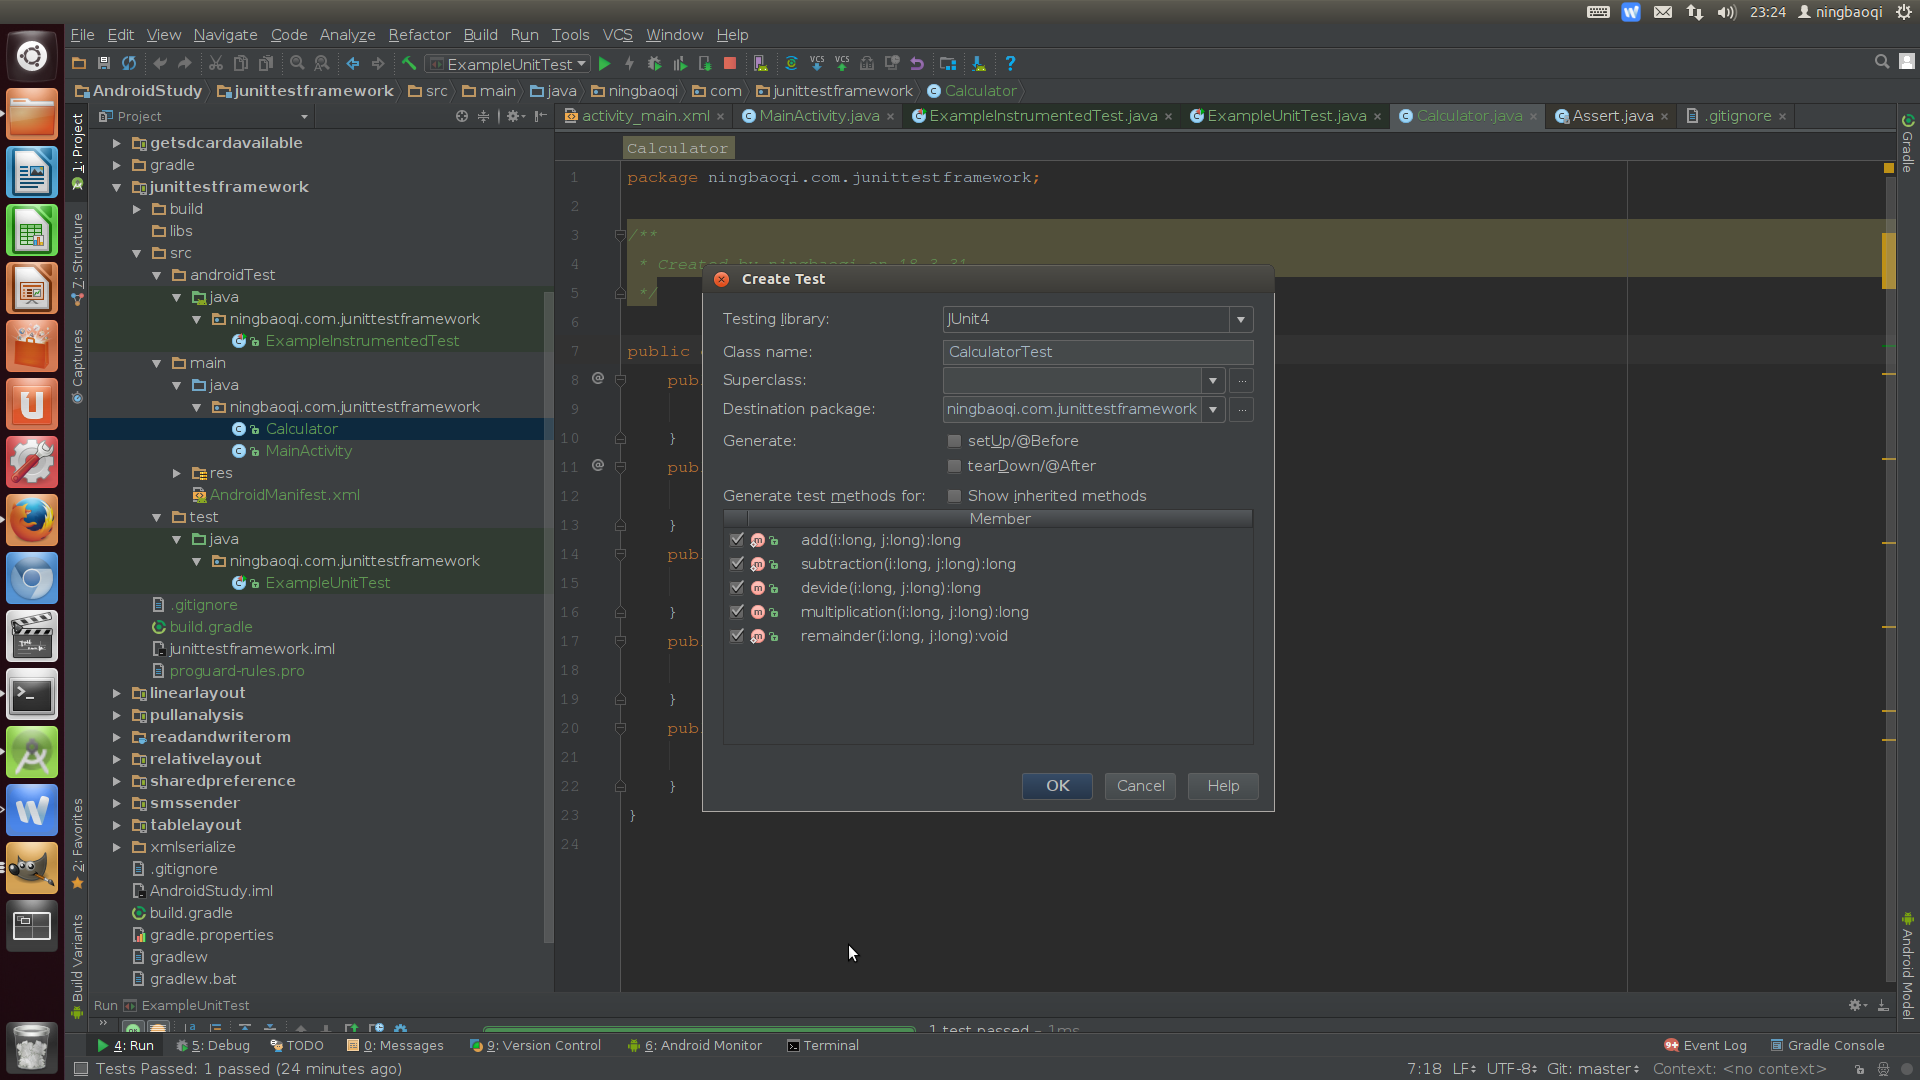 23:24 ningbaoqi
File Edit View Navigate Code Analyze Refactor Build Run Tools VCS Window Help
ExampleUnitTest VCS VCS ?
AndroidStudy junittestframework src main java ningbaoqi com junittestframework Calculator
Project
activity_main.xml MainActivity.java ExampleInstrumentedTest.java ExampleUnitTest.java Calculator.java Assert.java .gitignore
1: Project
7: Structure
Captures
2: Favorites
Build Variants
getsdcardavailable
gradle
junittestframework
build
libs
src
androidTest
java
ningbaoqi.com.junittestframework
ExampleInstrumentedTest
main
java
ningbaoqi.com.junittestframework
Calculator
MainActivity
res
AndroidManifest.xml
test
java
ningbaoqi.com.junittestframework
ExampleUnitTest
.gitignore
build.gradle
junittestframework.iml
proguard-rules.pro
linearlayout
pullanalysis
readandwriterom
relativelayout
sharedpreference
smssender
tablelayout
xmlserialize
.gitignore
AndroidStudy.iml
build.gradle
gradle.properties
gradlew
gradlew.bat
Calculator
1 package ningbaoqi.com.junittestframework;
2
3 /**
4 * Created by ningbaoqi on 18-3-31.
5 */
6
7 public
8 pub
9
10 }
11 pub
12
13 }
14 pub
15
16 }
17 pub
18
19 }
20 pub
21
22 }
23 }
24
Create Test
Testing library: JUnit4
Class name: CalculatorTest
Superclass: ...
Destination package: ningbaoqi.com.junittestframework ...
Generate: setUp/@Before
tearDown/@After
Generate test methods for: Show inherited methods
Member
add(i:long, j:long):long
subtraction(i:long, j:long):long
devide(i:long, j:long):long
multiplication(i:long, j:long):long
remainder(i:long, j:long):void
OK Cancel Help
Gradle
Android Model
Run ExampleUnitTest
1 test passed – 1ms
4: Run 5: Debug TODO 0: Messages 9: Version Control 6: Android Monitor Terminal Event Log Gradle Console
Tests Passed: 1 passed (24 minutes ago) 7:18 LF UTF-8 Git: master Context: <no context>